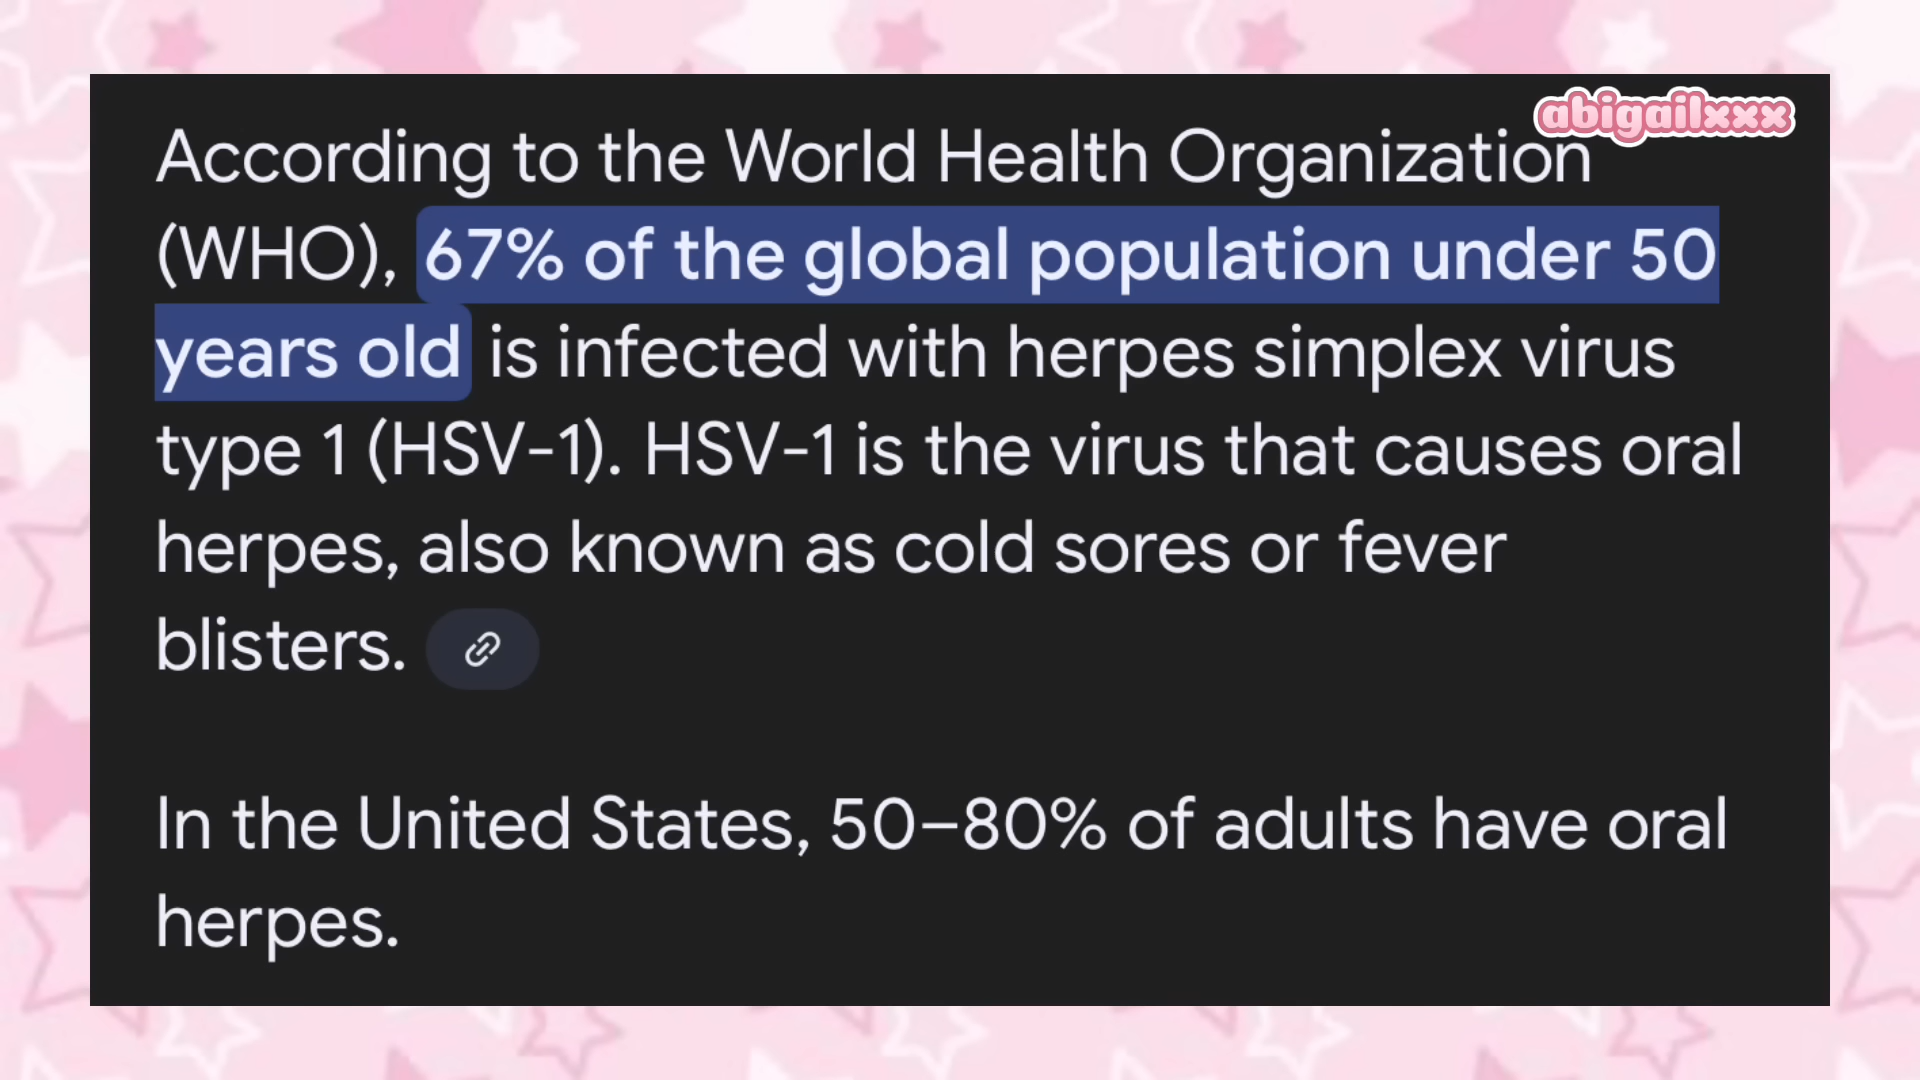 abigailxxx
According to the World Health Organization
(WHO), 67% of the global population under 50
years old is infected with herpes simplex virus
type 1 (HSV-1). HSV-1 is the virus that causes oral
herpes, also known as cold sores or fever
blisters.
In the United States, 50–80% of adults have oral
herpes.